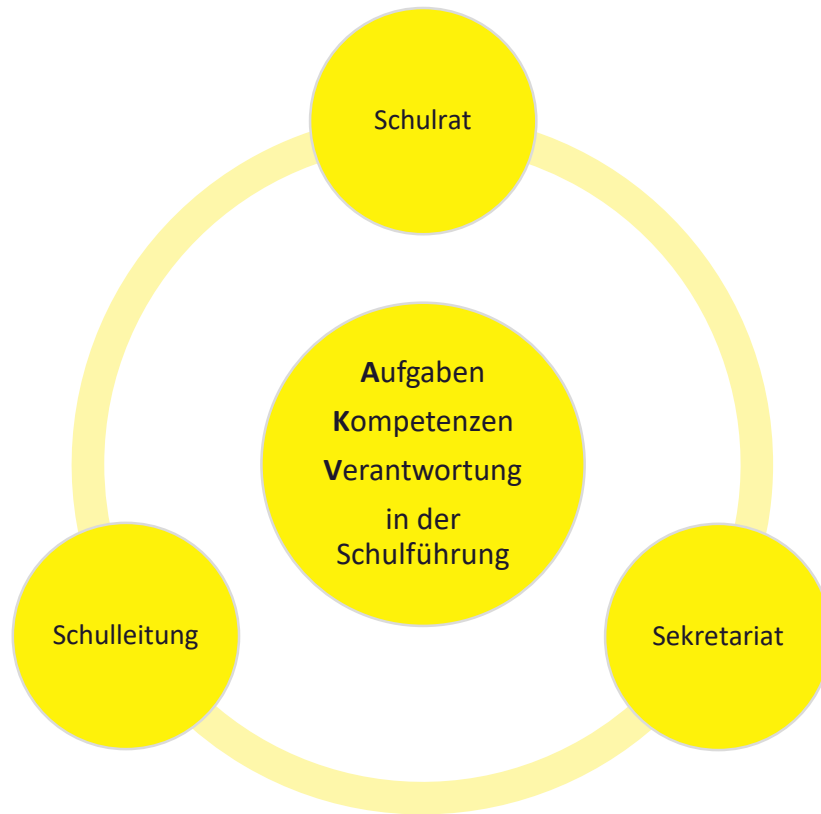 Schulrat
Aufgaben
Kompetenzen
Verantwortung
in der
Schulführung
Schulleitung
Sekretariat